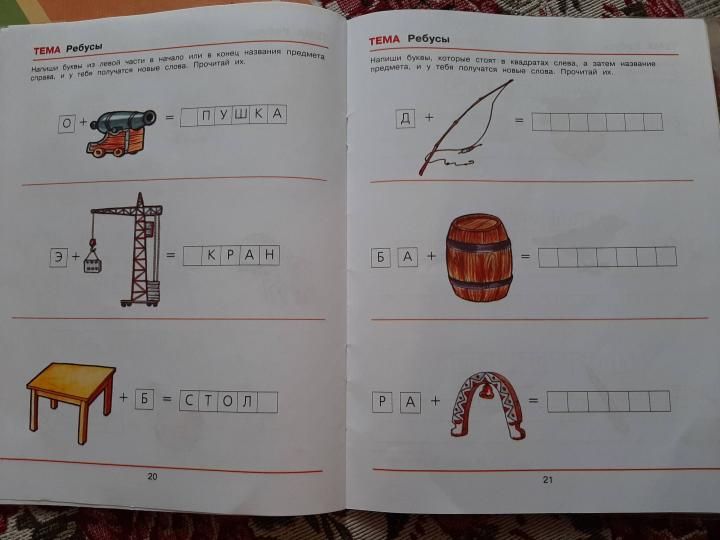 ТЕМА Ребусы
Напиши буквы из левой части в начало или в конец названия предмета
справа, и у тебя получатся новые слова. Прочитай их.
О + = ПУШКА
Э + = КРАН
+ Б = СТОЛ
20
ТЕМА Ребусы
Напиши буквы, которые стоят в квадратах слева, а затем название
предмета, и у тебя получатся новые слова. Прочитай их.
Д + =
Б А + =
Р А + =
21